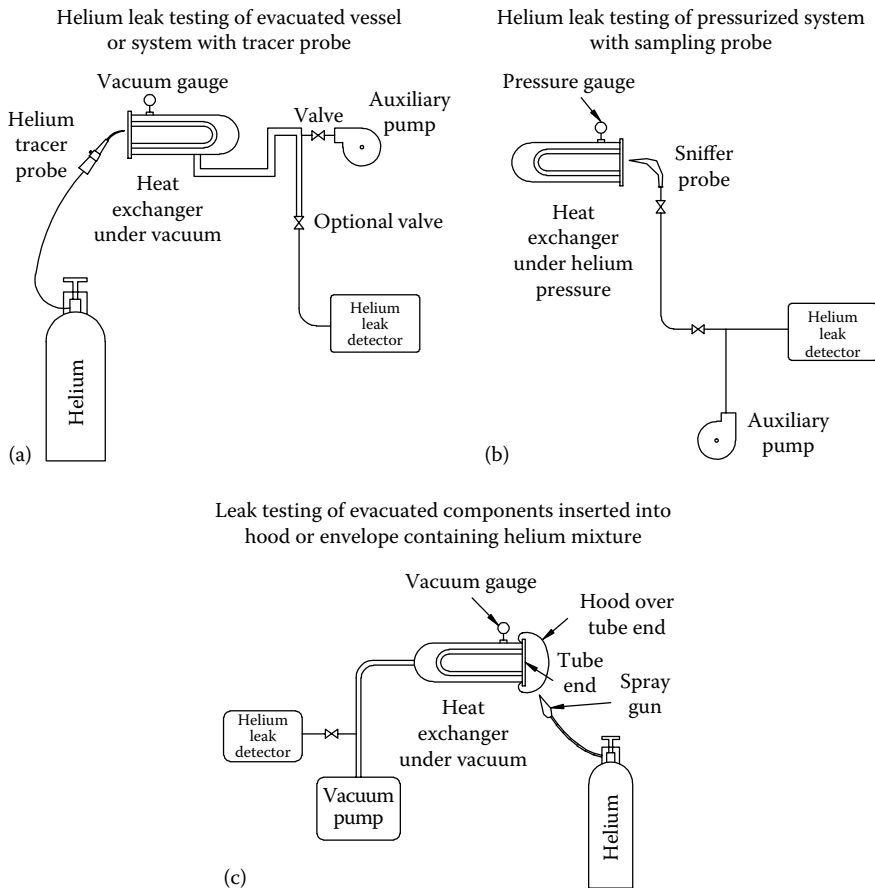 Helium leak testing of evacuated vessel
or system with tracer probe
Vacuum gauge
Helium
tracer
probe
Valve
Auxiliary
pump
Heat
exchanger
under vacuum
Optional valve
Helium
leak
detector
Helium
(a)
Helium leak testing of pressurized system
with sampling probe
Pressure gauge
Sniffer
probe
Heat
exchanger
under helium
pressure
Helium
leak
detector
Auxiliary
pump
(b)
Leak testing of evacuated components inserted into
hood or envelope containing helium mixture
Vacuum gauge
Hood over
tube end
Tube
end
Spray
gun
Heat
exchanger
under vacuum
Helium
leak
detector
Vacuum
pump
Helium
(c)